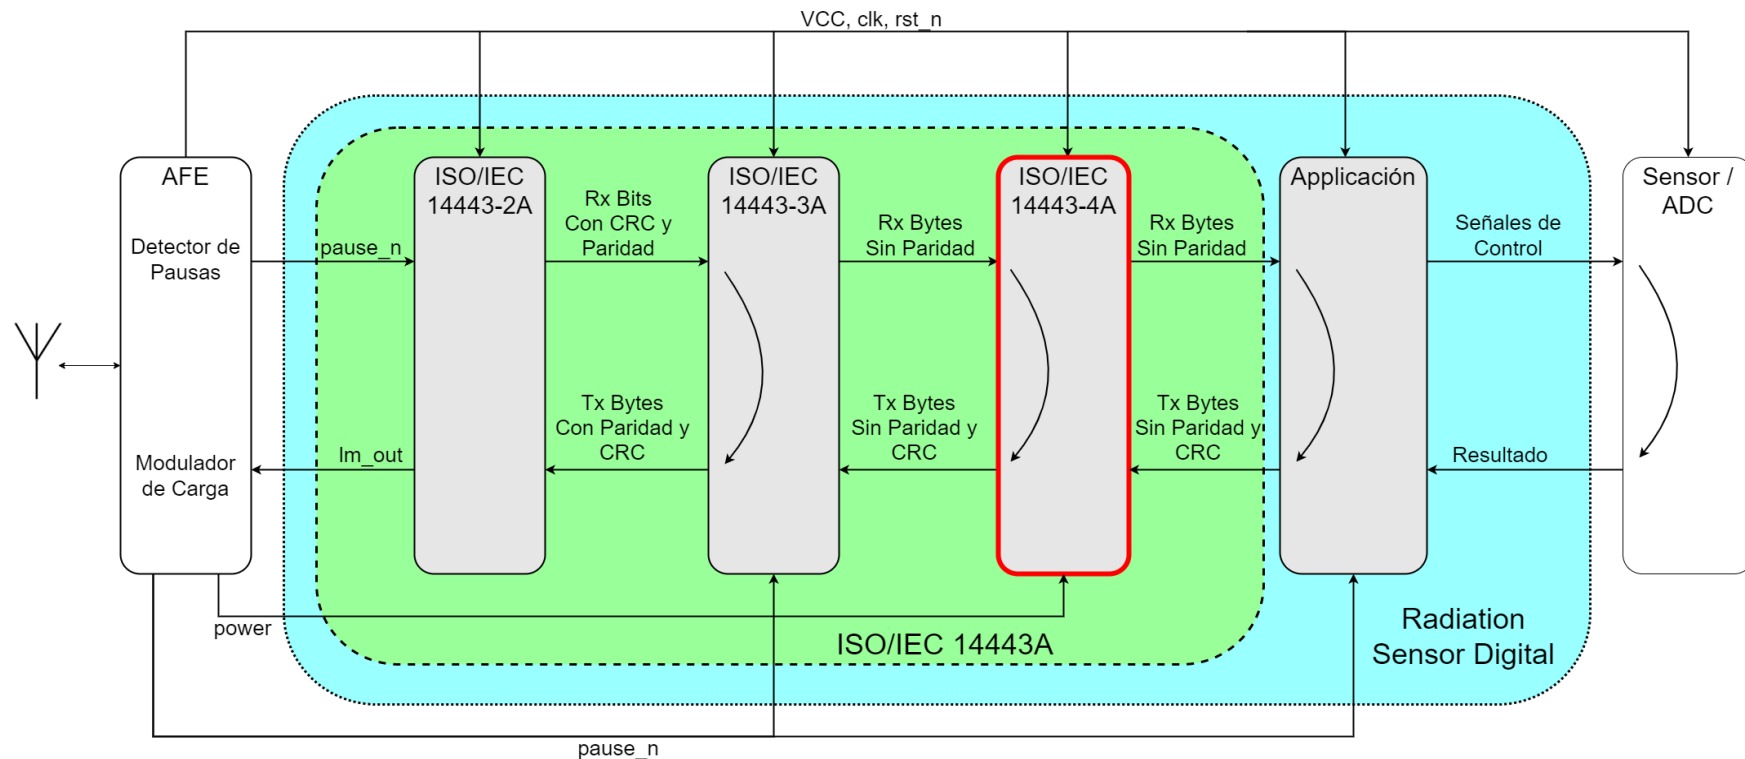 VCC, clk, rst_n
AFE
Detector de
Pausas
Modulador
de Carga
pause_n
lm_out
power
ISO/IEC
14443-2A
Rx Bits
Con CRC y
Paridad
Tx Bytes
Con Paridad y
CRC
ISO/IEC
14443-3A
Rx Bytes
Sin Paridad
Tx Bytes
Sin Paridad y
CRC
ISO/IEC
14443-4A
Rx Bytes
Sin Paridad
Tx Bytes
Sin Paridad y
CRC
Applicación
Señales de
Control
Resultado
Sensor /
ADC
ISO/IEC 14443A
Radiation
Sensor Digital
pause_n